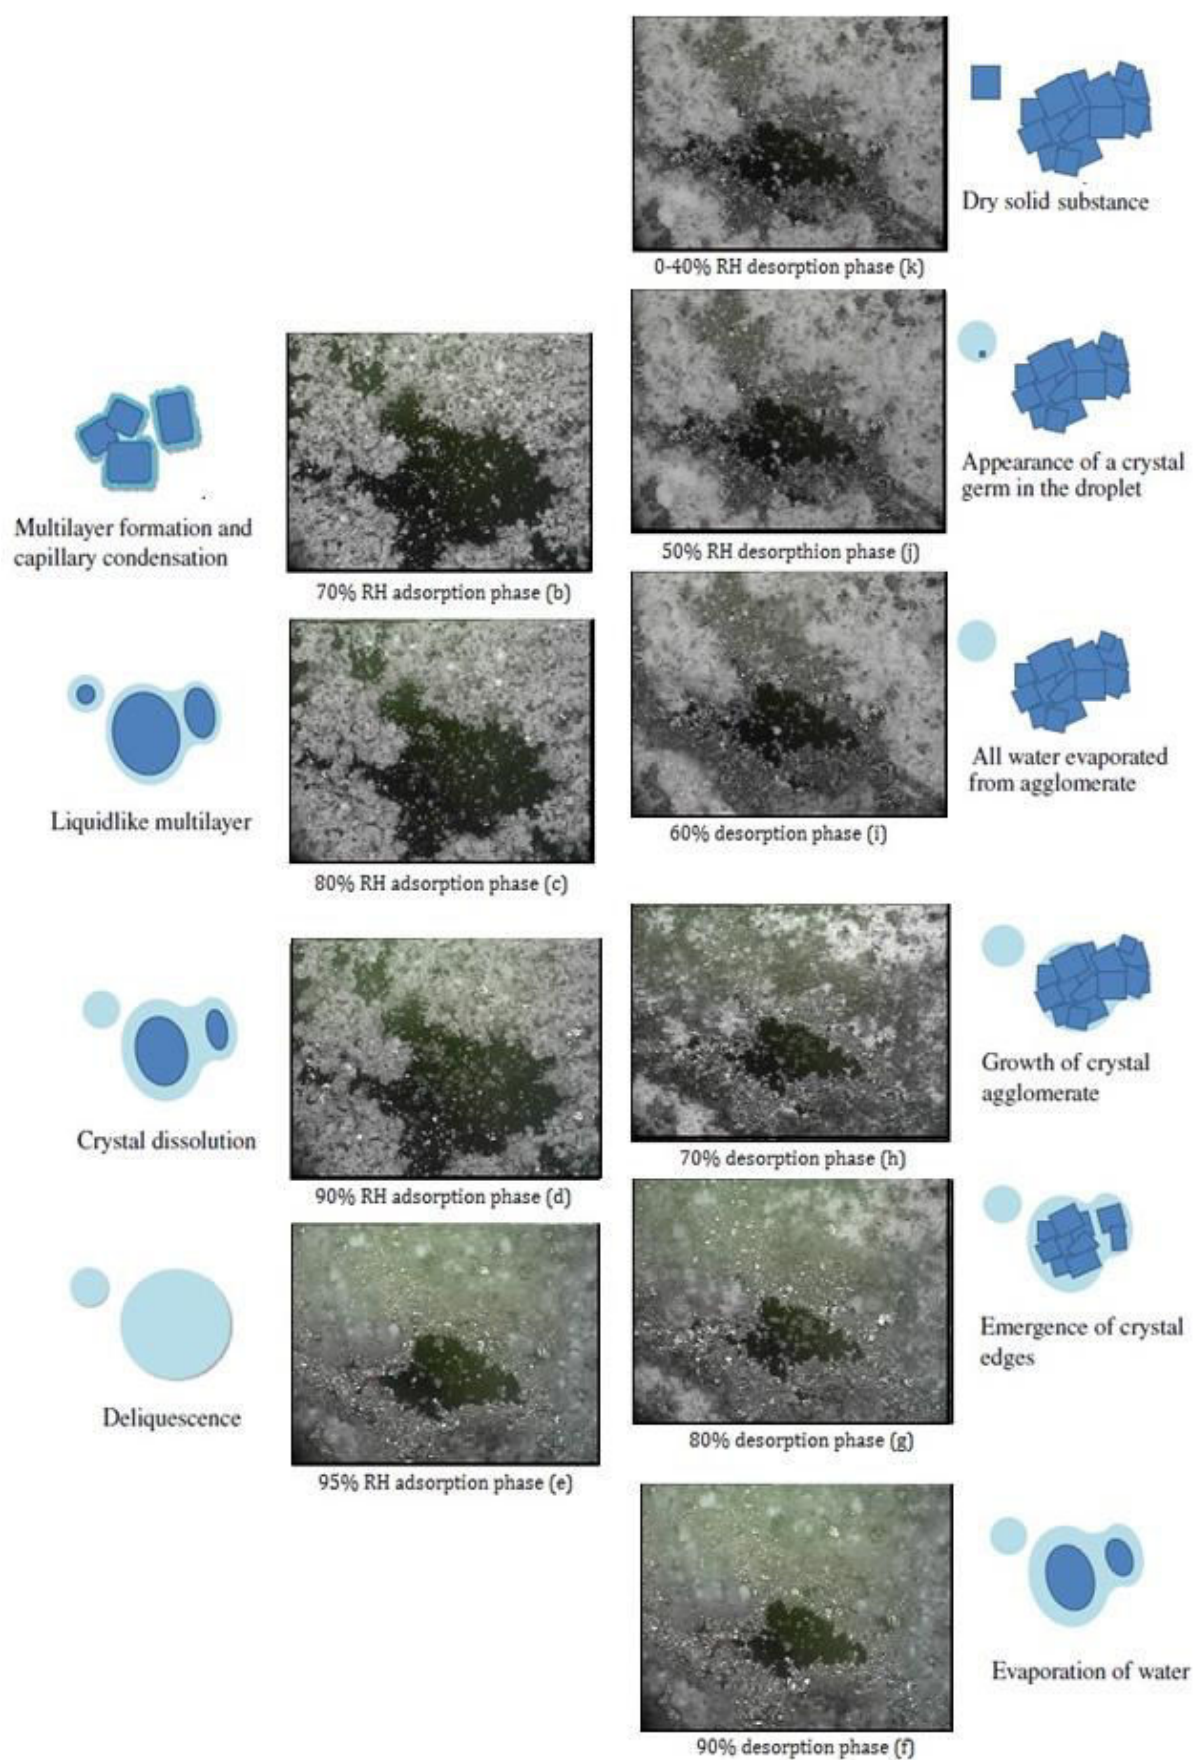 Dry solid substance
0-40% RH desorption phase (k)
Appearance of a crystal
germ in the droplet
50% RH desorpthion phase (j)
Multilayer formation and
capillary condensation
70% RH adsorption phase (b)
All water evaporated
from agglomerate
60% desorption phase (i)
Liquidlike multilayer
80% RH adsorption phase (c)
Growth of crystal
agglomerate
70% desorption phase (h)
Crystal dissolution
90% RH adsorption phase (d)
Emergence of crystal
edges
80% desorption phase (g)
Deliquescence
95% RH adsorption phase (e)
Evaporation of water
90% desorption phase (f)